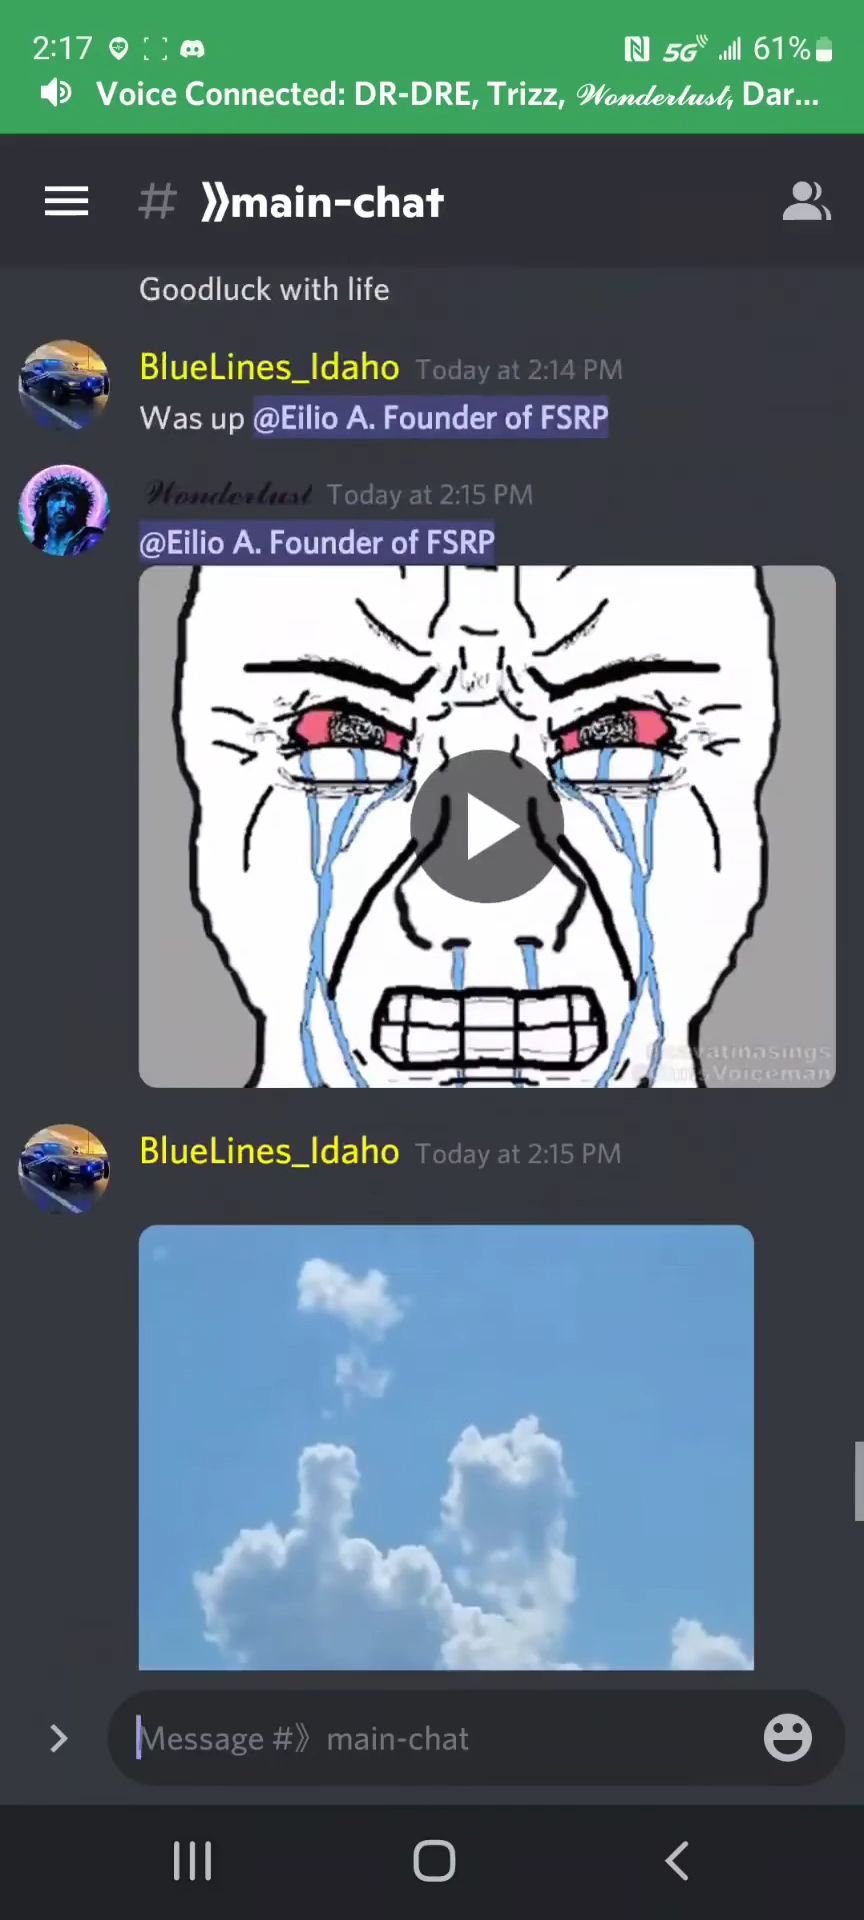 2:17 5G 61%
Voice Connected: DR-DRE, Trizz, Wonderlust, Dar...
# ⟫main-chat
Goodluck with life
BlueLines_Idaho Today at 2:14 PM
Was up @Eilio A. Founder of FSRP
Wonderlust Today at 2:15 PM
@Eilio A. Founder of FSRP
BlueLines_Idaho Today at 2:15 PM
Message #》 main-chat